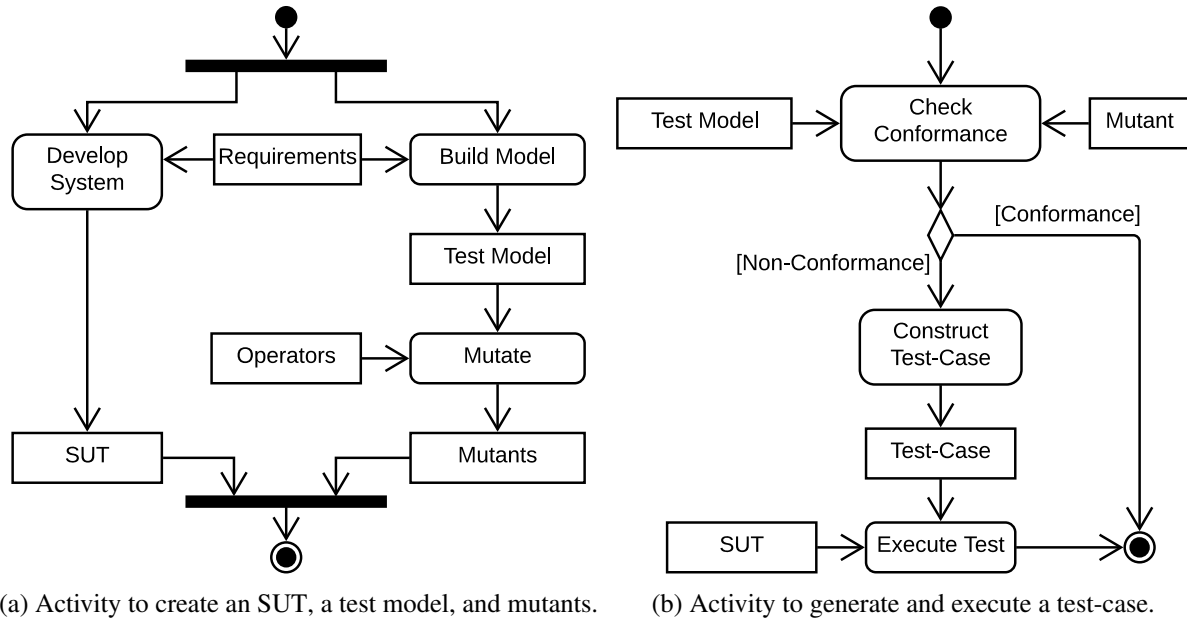 Develop
System
Requirements
Build Model
Test Model
Operators
Mutate
SUT
Mutants
(a) Activity to create an SUT, a test model, and mutants.
Test Model
Check
Conformance
Mutant
[Conformance]
[Non-Conformance]
Construct
Test-Case
Test-Case
SUT
Execute Test
(b) Activity to generate and execute a test-case.